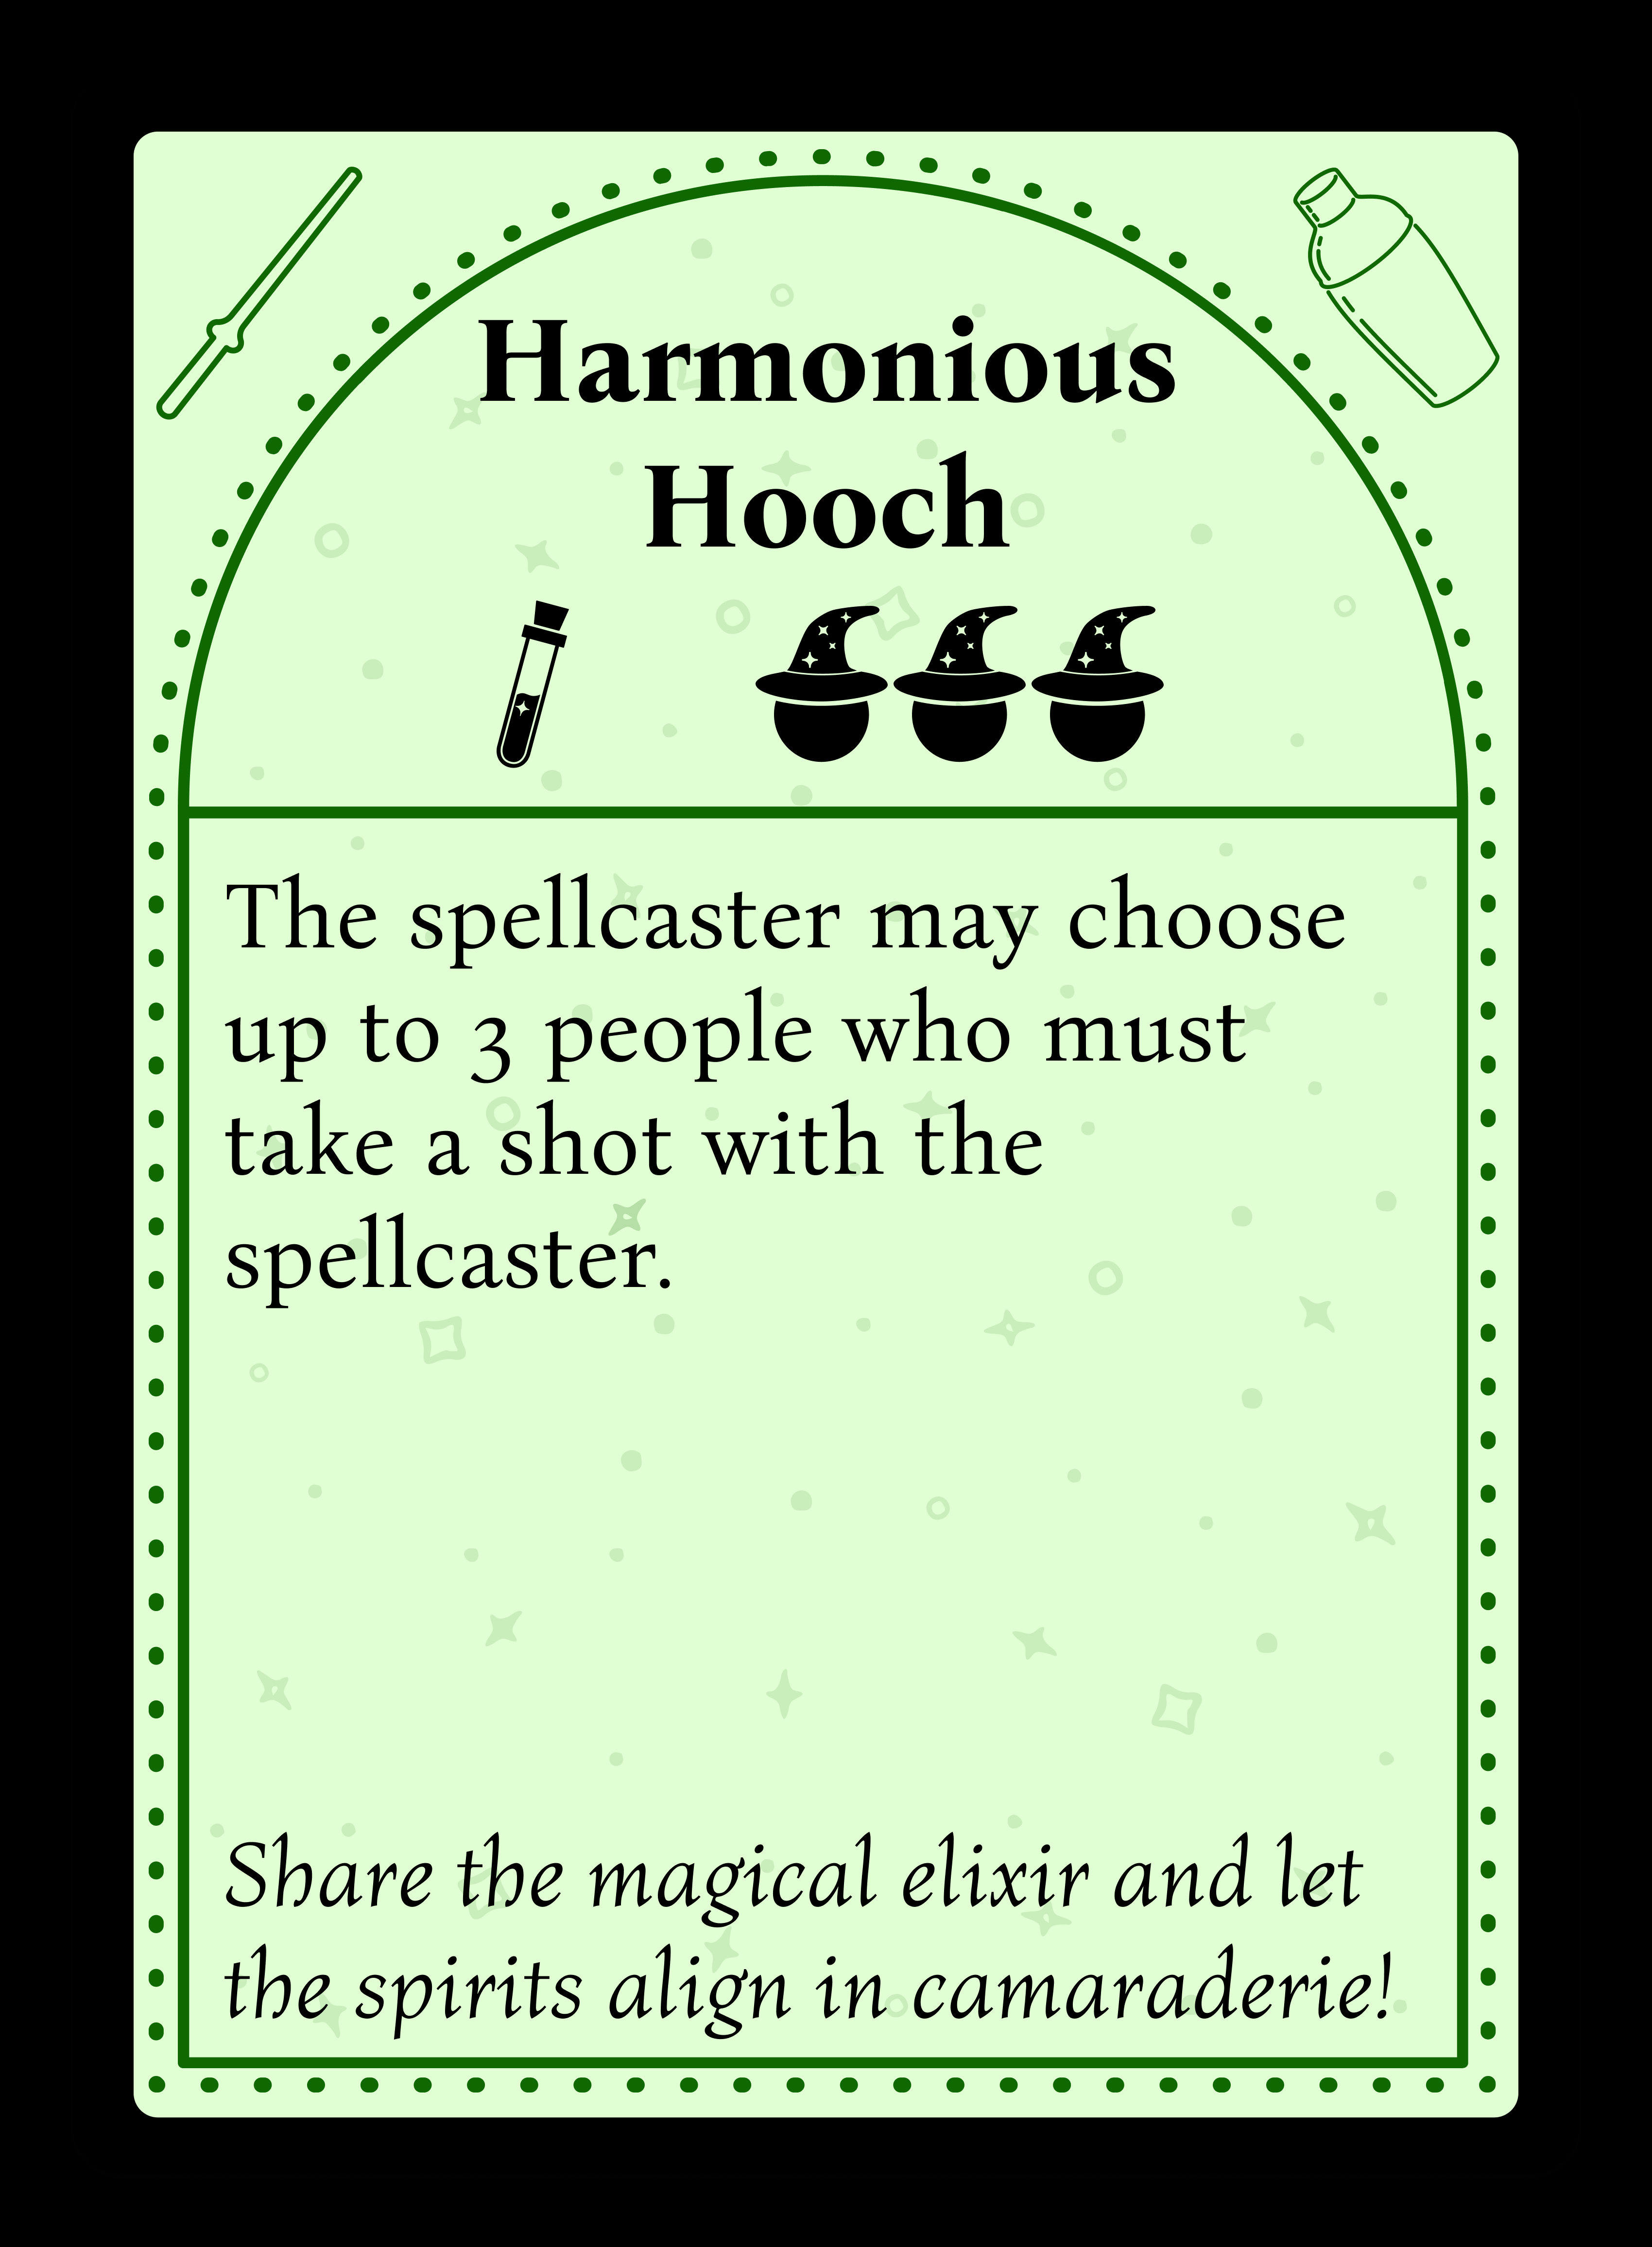 Harmonious
Hooch
The spellcaster may choose
up to 3 people who must
take a shot with the
spellcaster.
Share the magical elixir and let
the spirits align in camaraderie!